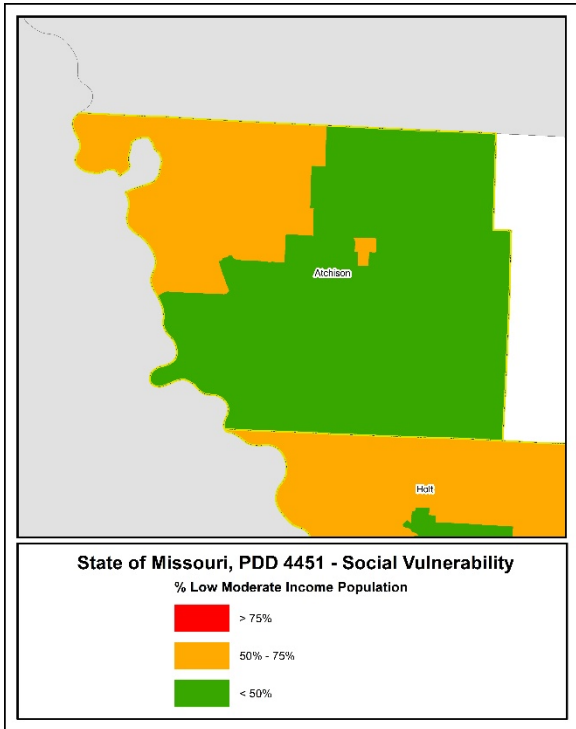 Atchison
Holt
State of Missouri, PDD 4451 - Social Vulnerability
% Low Moderate Income Population
> 75%
50% - 75%
< 50%